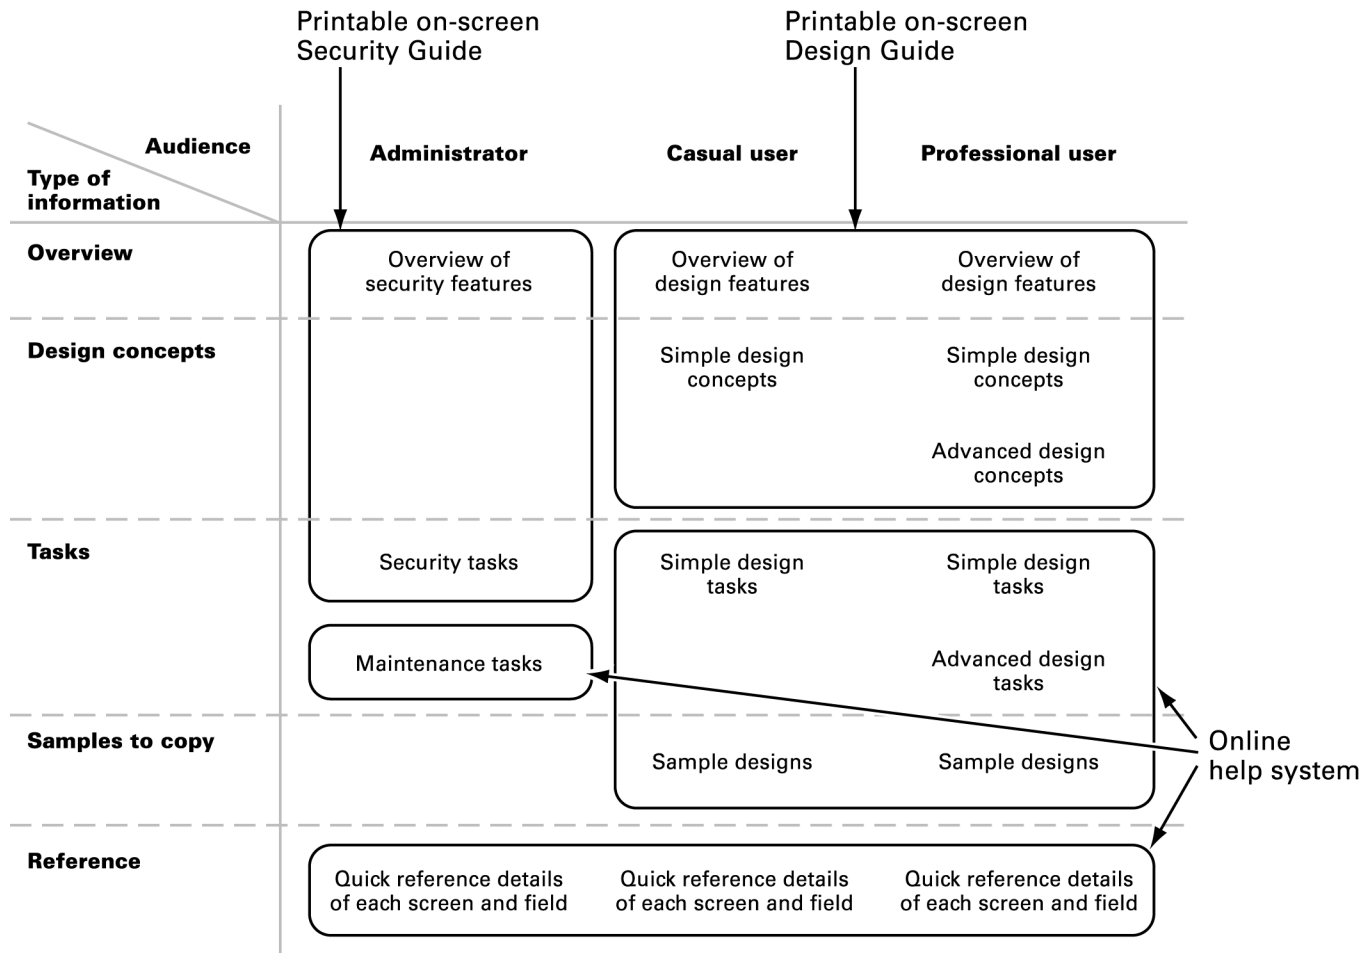 Printable on-screen
Security Guide
Printable on-screen
Design Guide
Audience
Type of
information
Administrator
Casual user
Professional user
Overview
Overview of
security features
Overview of
design features
Overview of
design features
Design concepts
Simple design
concepts
Simple design
concepts
Advanced design
concepts
Tasks
Security tasks
Simple design
tasks
Simple design
tasks
Maintenance tasks
Advanced design
tasks
Samples to copy
Sample designs
Sample designs
Online
help system
Reference
Quick reference details
of each screen and field
Quick reference details
of each screen and field
Quick reference details
of each screen and field